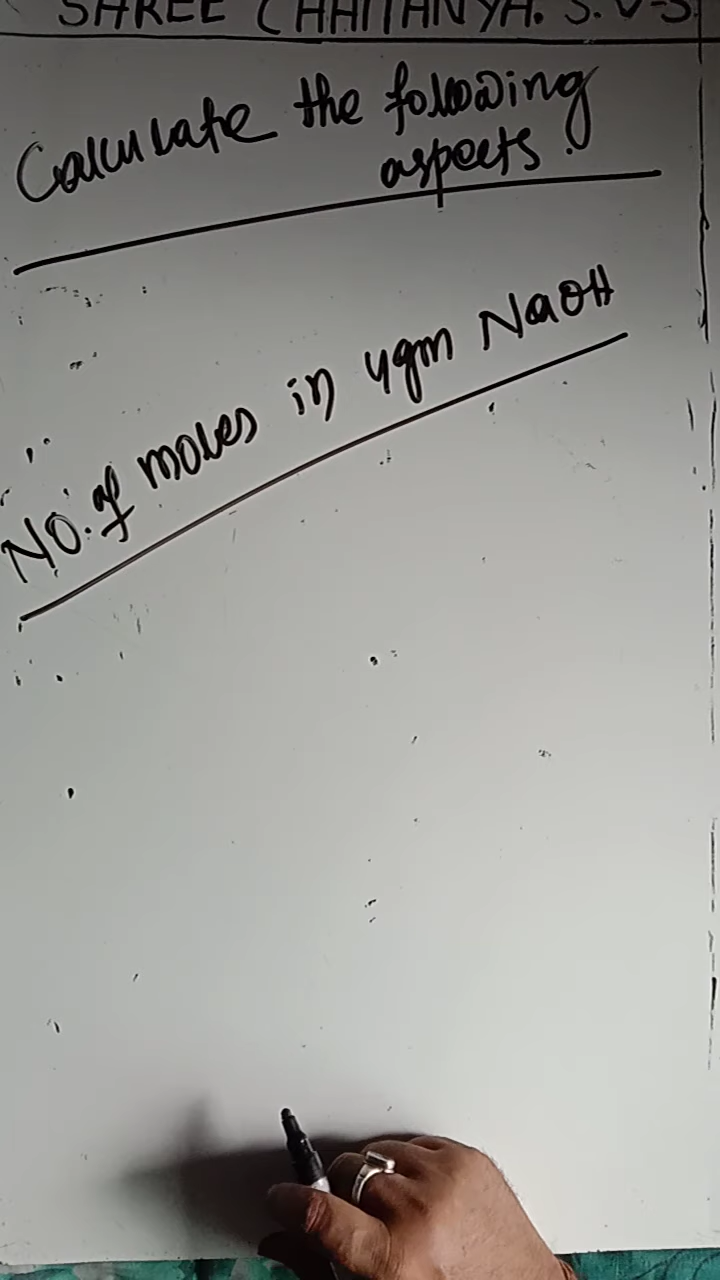 SHREE CHAITANYA. S.V-S.
Calculate the following
aspects.
No. of moles in 4gm NaOH